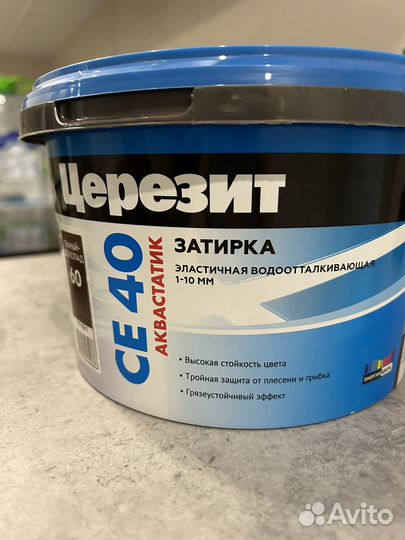 Церезит
CE 40
АКВАСТАТИК
ЗАТИРКА
ЭЛАСТИЧНАЯ ВОДООТТАЛКИВАЮЩАЯ
1-10 ММ
60
• Высокая стойкость цвета
• Тройная защита от плесени и грибка
• Грязеустойчивый эффект
Avito